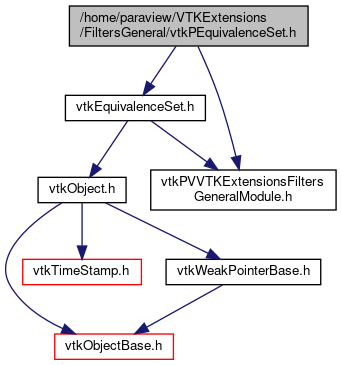 /home/paraview/VTKExtensions
/FiltersGeneral/vtkPEquivalenceSet.h
vtkEquivalenceSet.h
vtkObject.h
vtkPVVTKExtensionsFilters
GeneralModule.h
vtkTimeStamp.h
vtkWeakPointerBase.h
vtkObjectBase.h